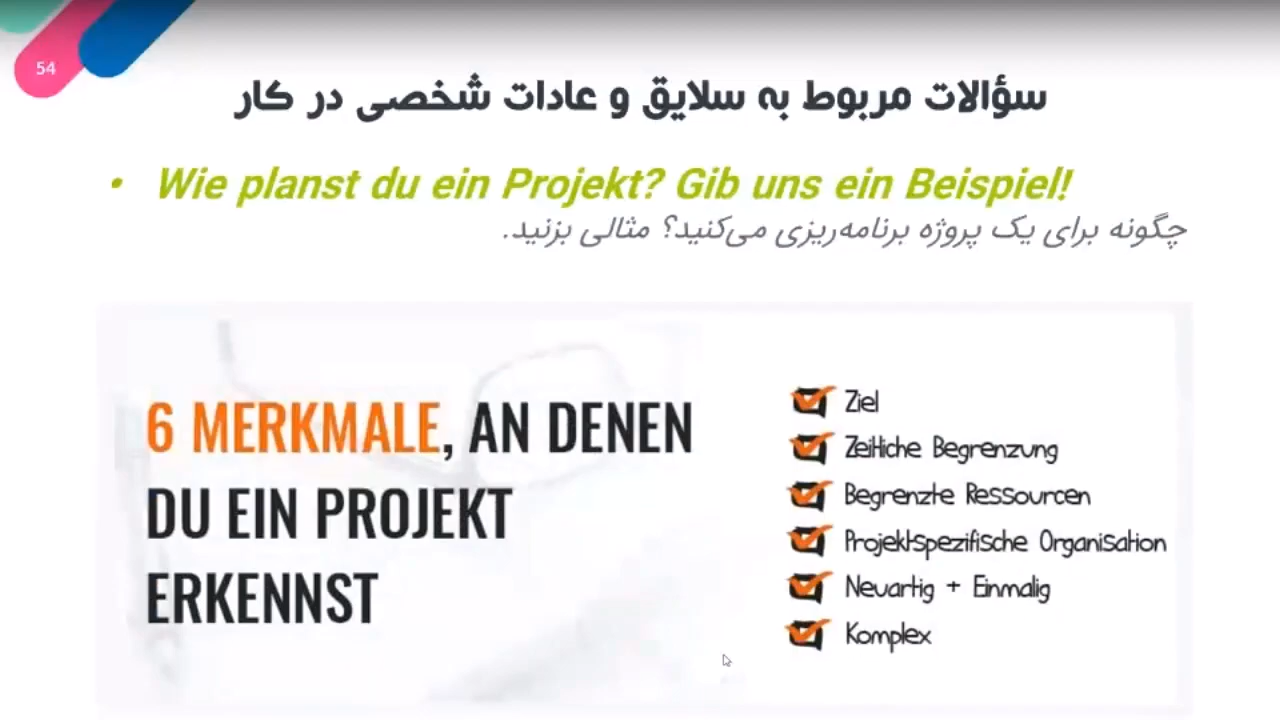 54
سؤالات مربوط به سلایق و عادات شخصی در کار
• Wie planst du ein Projekt? Gib uns ein Beispiel!
چگونه برای یک پروژه برنامه‌ریزی می‌کنید؟ مثالی بزنید.
6 MERKMALE, AN DENEN
DU EIN PROJEKT
ERKENNST
Ziel
Zeitliche Begrenzung
Begrenzte Ressourcen
Projektspezifische Organisation
Neuartig + Einmalig
Komplex